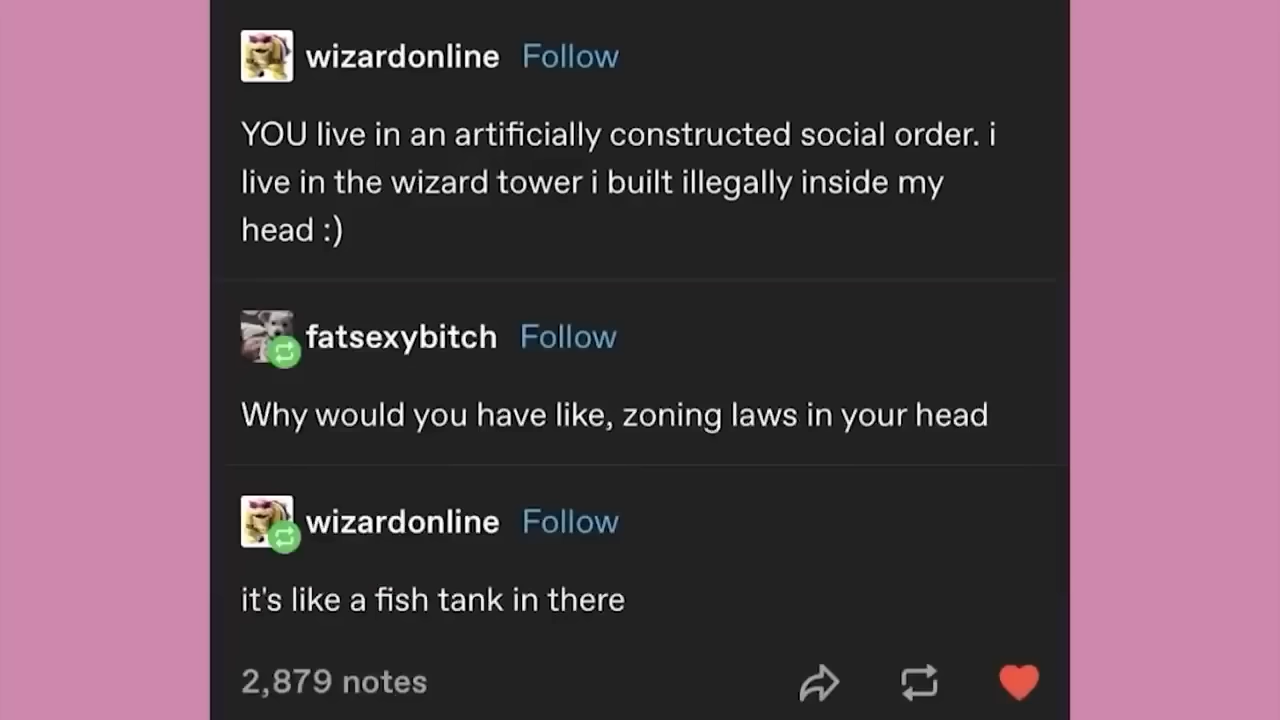 wizardonline Follow
YOU live in an artificially constructed social order. i
live in the wizard tower i built illegally inside my
head :)
fatsexybitch Follow
Why would you have like, zoning laws in your head
wizardonline Follow
it's like a fish tank in there
2,879 notes